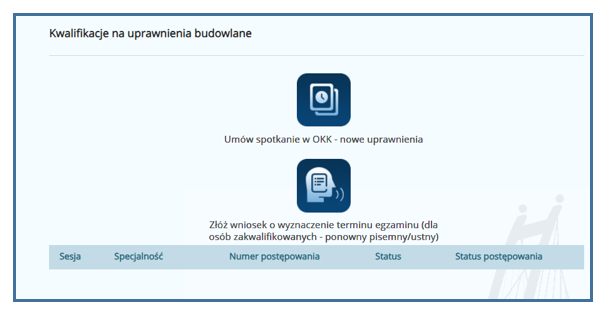 Kwalifikacje na uprawnienia budowlane
Umów spotkanie w OKK - nowe uprawnienia
Złóż wniosek o wyznaczenie terminu egzaminu (dla
osób zakwalifikowanych - ponowny pisemny/ustny)
Sesja Specjalność Numer postępowania Status Status postępowania